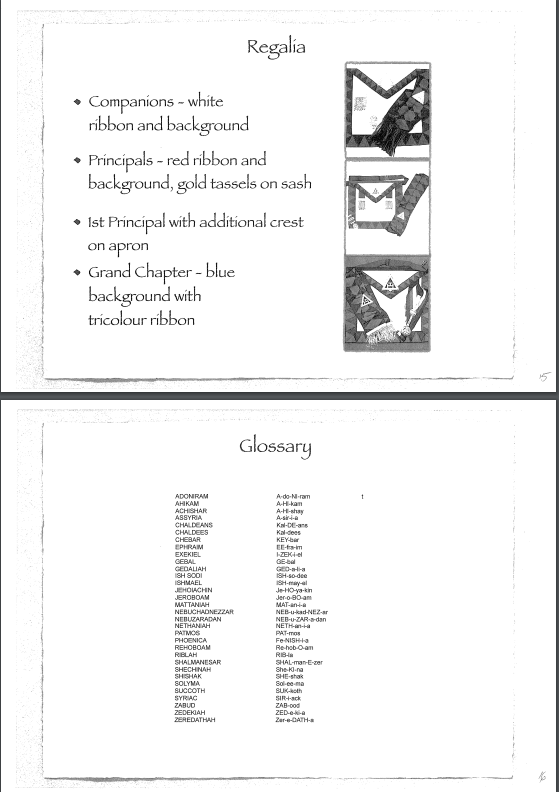 Regalia
• Companions - white
ribbon and background
• Principals - red ribbon and
background, gold tassels on sash
• 1st Principal with additional crest
on apron
• Grand Chapter - blue
background with
tricolour ribbon
15
Glossary
ADONIRAM A-do-NI-ram 1
AHIKAM A-HI-kam
ACHISHAR A-HI-shay
ASSYRIA A-sir-i-a
CHALDEANS Kal-DE-ans
CHALDEES Kal-dees
CHEBAR KEY-bar
EPHRAIM EE-fra-im
EXEKIEL I-ZEK-i-el
GEBAL GE-bal
GEDALIAH GED-a-li-a
ISH SODI ISH-so-dee
ISHMAEL ISH-may-el
JEHOIACHIN Je-HO-ya-kin
JEROBOAM Jer-o-BO-am
MATTANIAH MAT-an-i-a
NEBUCHADNEZZAR NEB-u-kad-NEZ-ar
NEBUZARADAN NEB-u-ZAR-a-dan
NETHANIAH NETH-an-i-a
PATMOS PAT-mos
PHOENICA Fe-NISH-i-a
REHOBOAM Re-hob-O-am
RIBLAH RIB-la
SHALMANESAR SHAL-man-E-zer
SHECHINAH She-KI-na
SHISHAK SHE-shak
SOLYMA Sol-ee-ma
SUCCOTH SUK-koth
SYRIAC SIR-i-ack
ZABUD ZAB-ood
ZEDEKIAH ZED-e-ki-a
ZEREDATHAH Zer-e-DATH-a
16